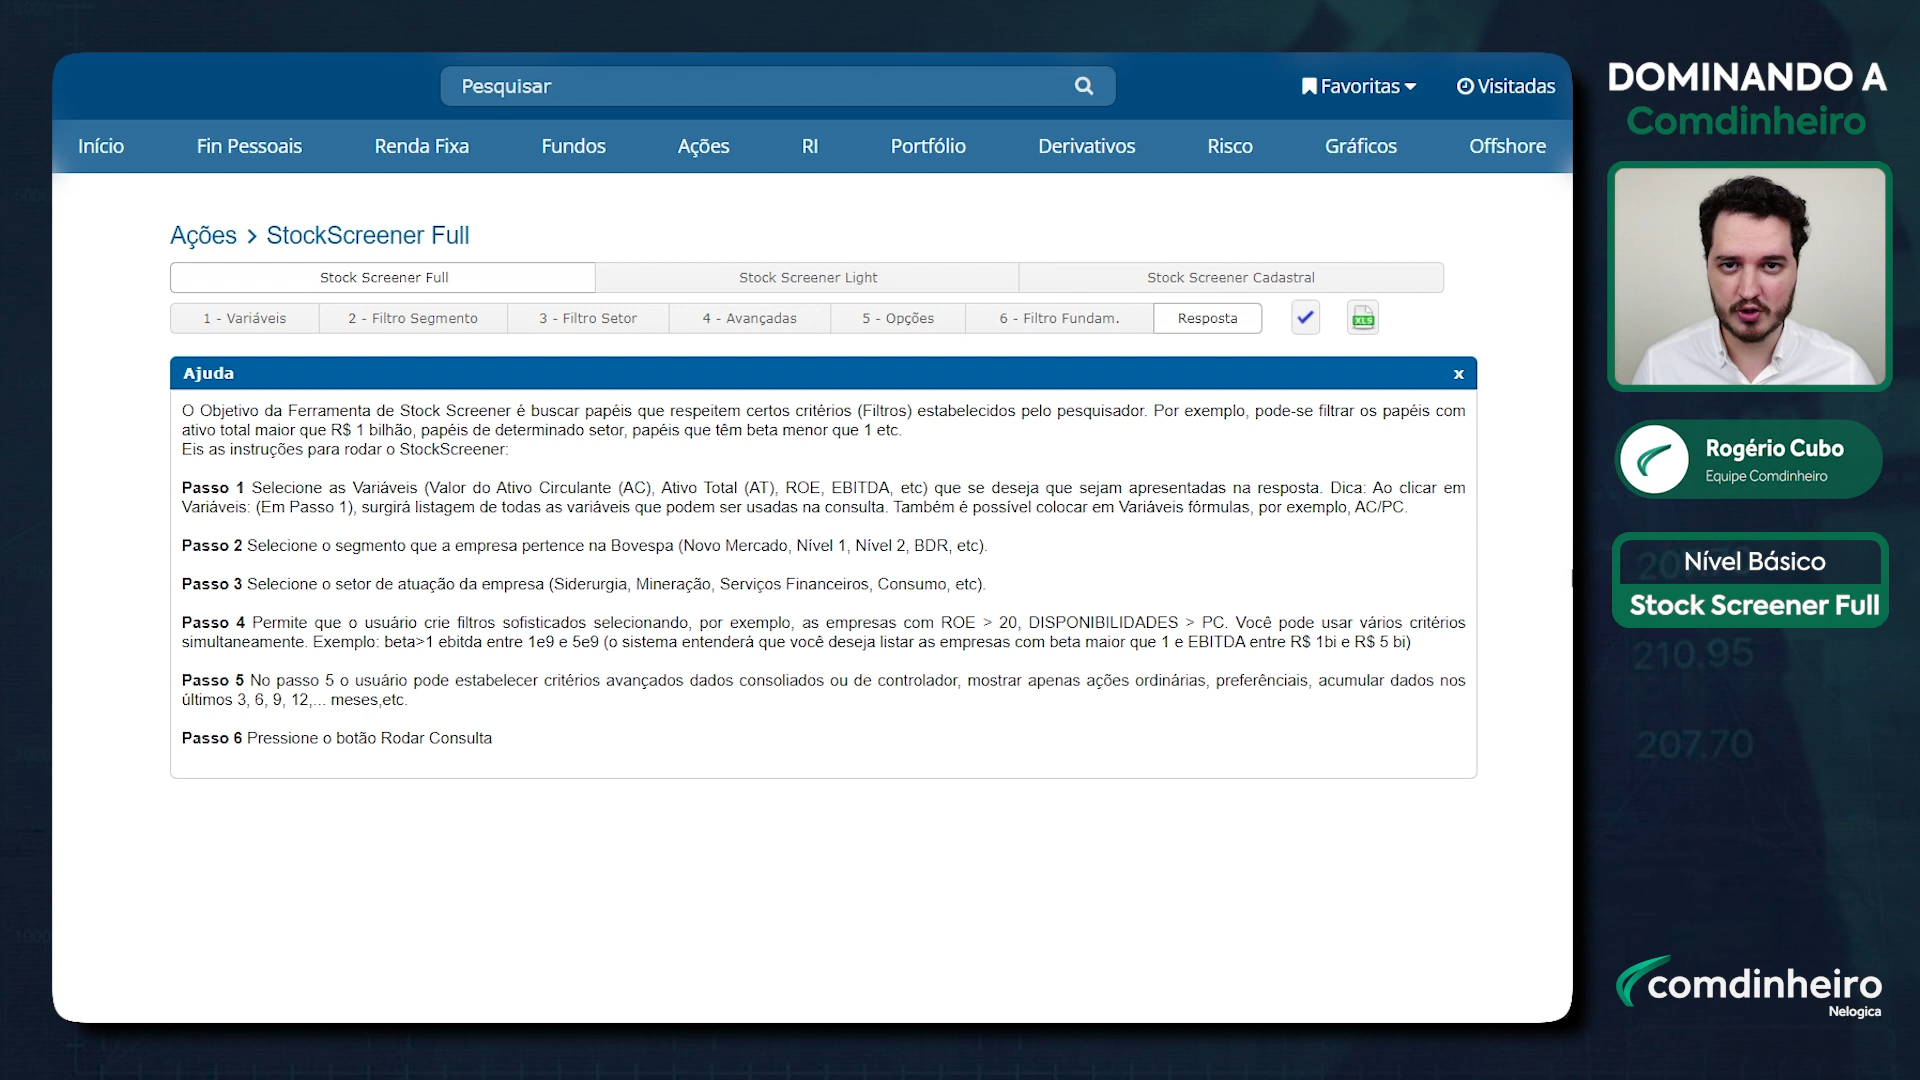 Pesquisar
Favoritas
Visitadas
Início
Fin Pessoais
Renda Fixa
Fundos
Ações
RI
Portfólio
Derivativos
Risco
Gráficos
Offshore
Ações > StockScreener Full
Stock Screener Full
Stock Screener Light
Stock Screener Cadastral
1 - Variáveis
2 - Filtro Segmento
3 - Filtro Setor
4 - Avançadas
5 - Opções
6 - Filtro Fundam.
Resposta
XLS
Ajuda
x
O Objetivo da Ferramenta de Stock Screener é buscar papéis que respeitem certos critérios (Filtros) estabelecidos pelo pesquisador. Por exemplo, pode-se filtrar os papéis com
ativo total maior que R$ 1 bilhão, papéis de determinado setor, papéis que têm beta menor que 1 etc.
Eis as instruções para rodar o StockScreener:
Passo 1 Selecione as Variáveis (Valor do Ativo Circulante (AC), Ativo Total (AT), ROE, EBITDA, etc) que se deseja que sejam apresentadas na resposta. Dica: Ao clicar em
Variáveis: (Em Passo 1), surgirá listagem de todas as variáveis que podem ser usadas na consulta. Também é possível colocar em Variáveis fórmulas, por exemplo, AC/PC.
Passo 2 Selecione o segmento que a empresa pertence na Bovespa (Novo Mercado, Nível 1, Nível 2, BDR, etc).
Passo 3 Selecione o setor de atuação da empresa (Siderurgia, Mineração, Serviços Financeiros, Consumo, etc).
Passo 4 Permite que o usuário crie filtros sofisticados selecionando, por exemplo, as empresas com ROE > 20, DISPONIBILIDADES > PC. Você pode usar vários critérios
simultaneamente. Exemplo: beta>1 ebitda entre 1e9 e 5e9 (o sistema entenderá que você deseja listar as empresas com beta maior que 1 e EBITDA entre R$ 1bi e R$ 5 bi)
Passo 5 No passo 5 o usuário pode estabelecer critérios avançados dados consoliados ou de controlador, mostrar apenas ações ordinárias, preferênciais, acumular dados nos
últimos 3, 6, 9, 12,... meses,etc.
Passo 6 Pressione o botão Rodar Consulta
DOMINANDO A
Comdinheiro
Rogério Cubo
Equipe Comdinheiro
Nível Básico
Stock Screener Full
210.95
207.70
comdinheiro
Nelogica